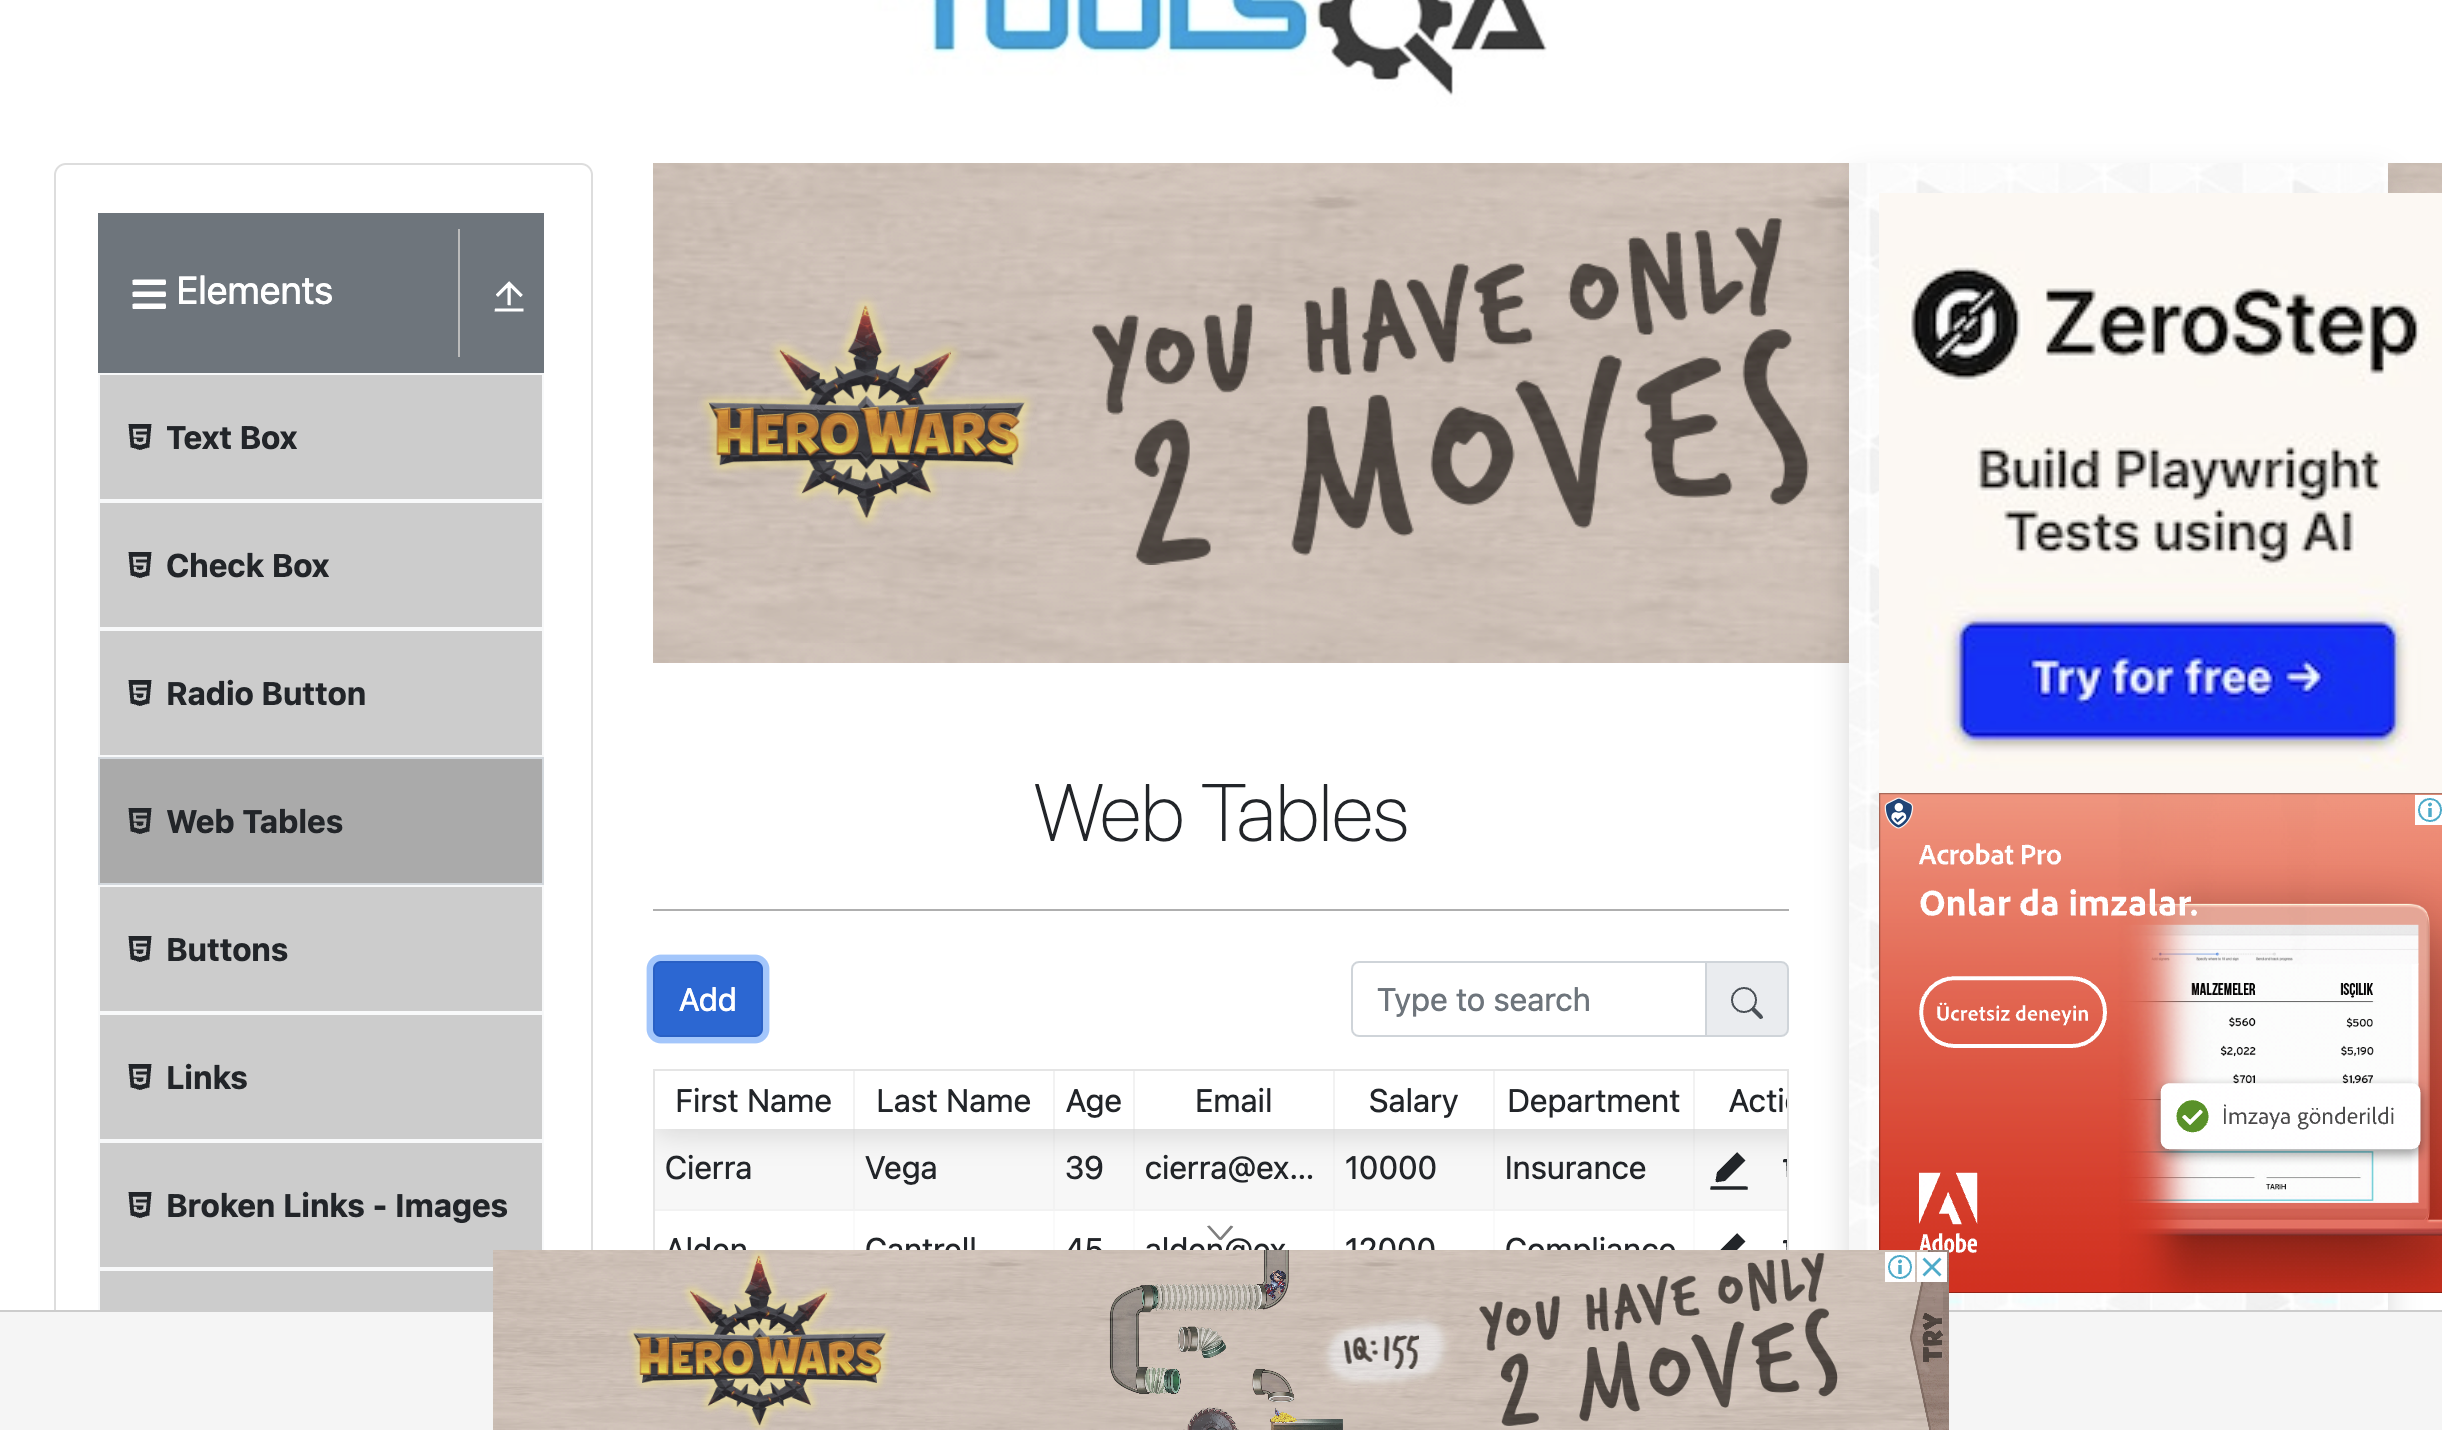 TOOLSQA
Elements
Text Box
Check Box
Radio Button
Web Tables
Buttons
Links
Broken Links - Images
HERO WARS
YOU HAVE ONLY
2 MOVES
Web Tables
Add
Type to search
First Name Last Name Age Email Salary Department Acti
Cierra Vega 39 cierra@ex... 10000 Insurance
Alden Cantrell 45 alden@ex 12000 Compliance
ZeroStep
Build Playwright
Tests using AI
Try for free →
Acrobat Pro
Onlar da imzalar.
Ücretsiz deneyin
MALZEMELER ISÇILIK
$560 $500
$2,022 $5,190
$701 $1,967
İmzaya gönderildi
TARIH
Adobe
HERO WARS
IQ:155
YOU HAVE ONLY
2 MOVES
TRY